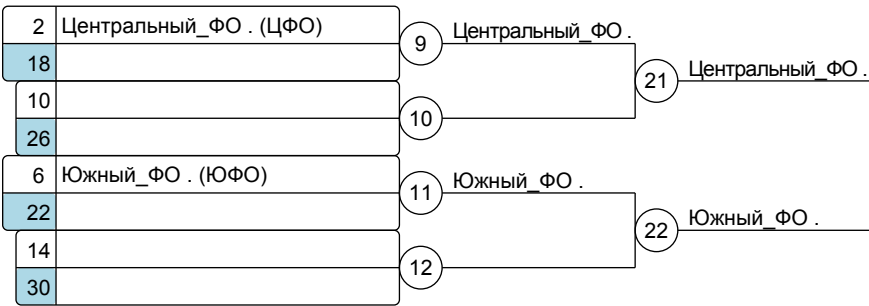 2 Центральный_ФО . (ЦФО)
9
Центральный_ФО .
18
21
Центральный_ФО .
10
10
26
6 Южный_ФО . (ЮФО)
11
Южный_ФО .
22
22
Южный_ФО .
14
12
30